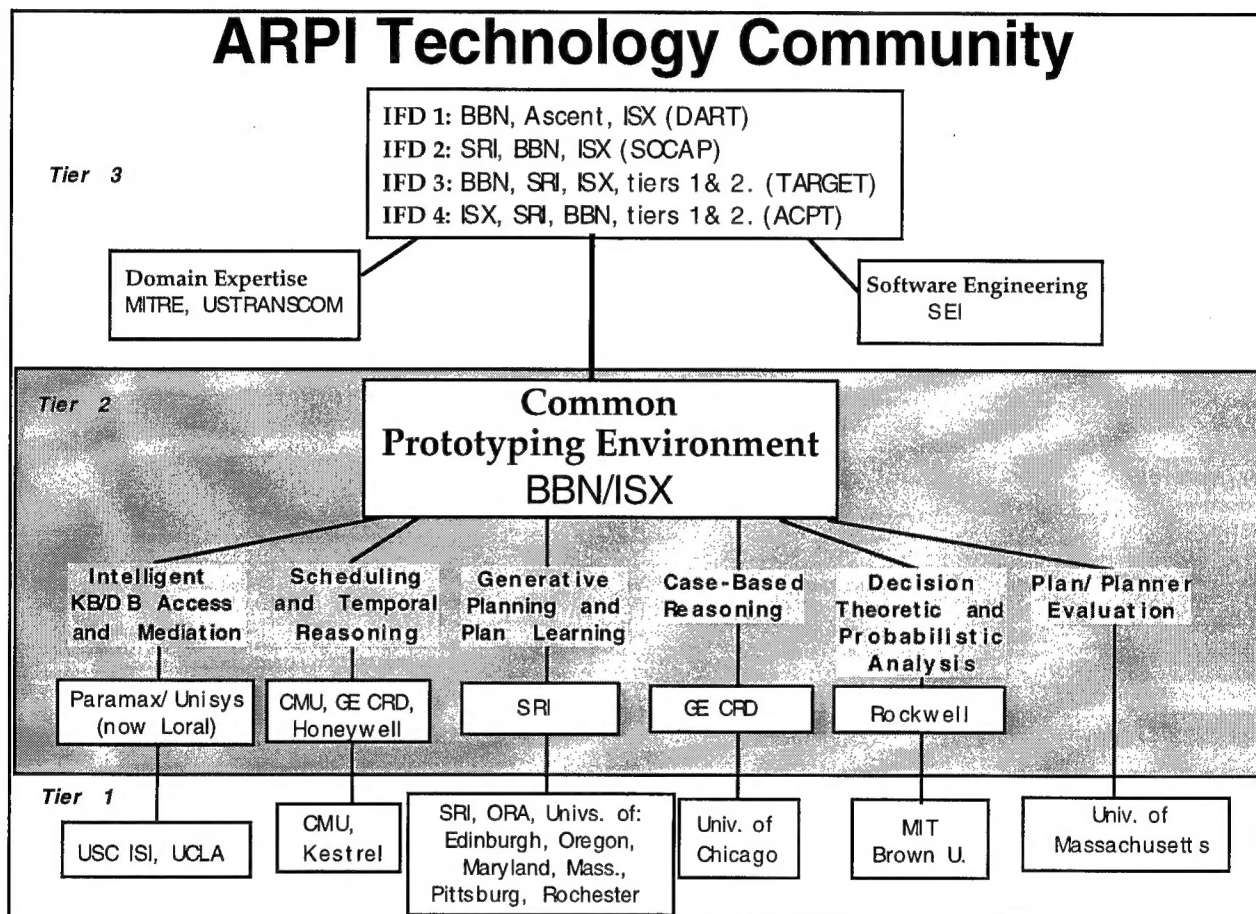 ARPI Technology Community
Tier 3
IFD 1: BBN, Ascent, ISX (DART)
IFD 2: SRI, BBN, ISX (SOCAP)
IFD 3: BBN, SRI, ISX, tiers 1& 2. (TARGET)
IFD 4: ISX, SRI, BBN, tiers 1& 2. (ACPT)
Domain Expertise
MITRE, USTRANSCOM
Software Engineering
SEI
Tier 2
Common
Prototyping Environment
BBN/ISX
Intelligent
KB/DB Access
and Mediation
Scheduling
and Temporal
Reasoning
Generative
Planning and
Plan Learning
Case-Based
Reasoning
Decision
Theoretic and
Probabilistic
Analysis
Plan/ Planner
Evaluation
Paramax/ Unisys
(now Loral)
CMU, GE CRD,
Honeywell
SRI
GE CRD
Rockwell
Tier 1
USC ISI, UCLA
CMU,
Kestrel
SRI, ORA, Univs. of:
Edinburgh, Oregon,
Maryland, Mass.,
Pittsburg, Rochester
Univ. of
Chicago
MIT
Brown U.
Univ. of
Massachusetts